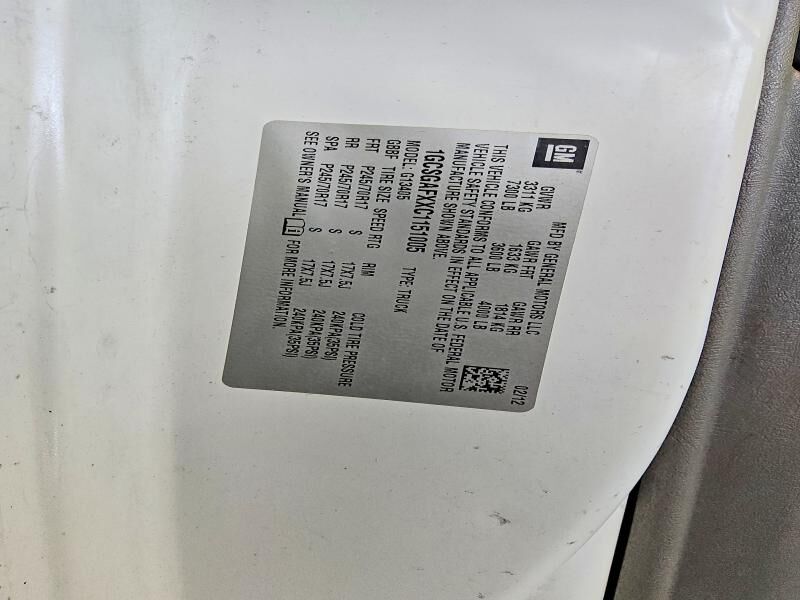 GM
MFD BY GENERAL MOTORS LLC
02/12
GVWR GAWR FRT GAWR RR
3311 KG 1633 KG 1814 KG
7300 LB 3600 LB 4000 LB
THIS VEHICLE CONFORMS TO ALL APPLICABLE U.S. FEDERAL MOTOR
VEHICLE SAFETY STANDARDS IN EFFECT ON THE DATE OF
MANUFACTURE SHOWN ABOVE.
1GCSGAFXXC1151005 TYPE: TRUCK
MODEL: G13405
GBBF TIRE SIZE SPEED RTG RIM COLD TIRE PRESSURE
FRT P245/70R17 S 17X7.5J 240KPA(35PSI)
RR P245/70R17 S 17X7.5J 240KPA(35PSI)
SPA P245/70R17 S 17X7.5J 240KPA(35PSI)
SEE OWNER'S MANUAL FOR MORE INFORMATION.